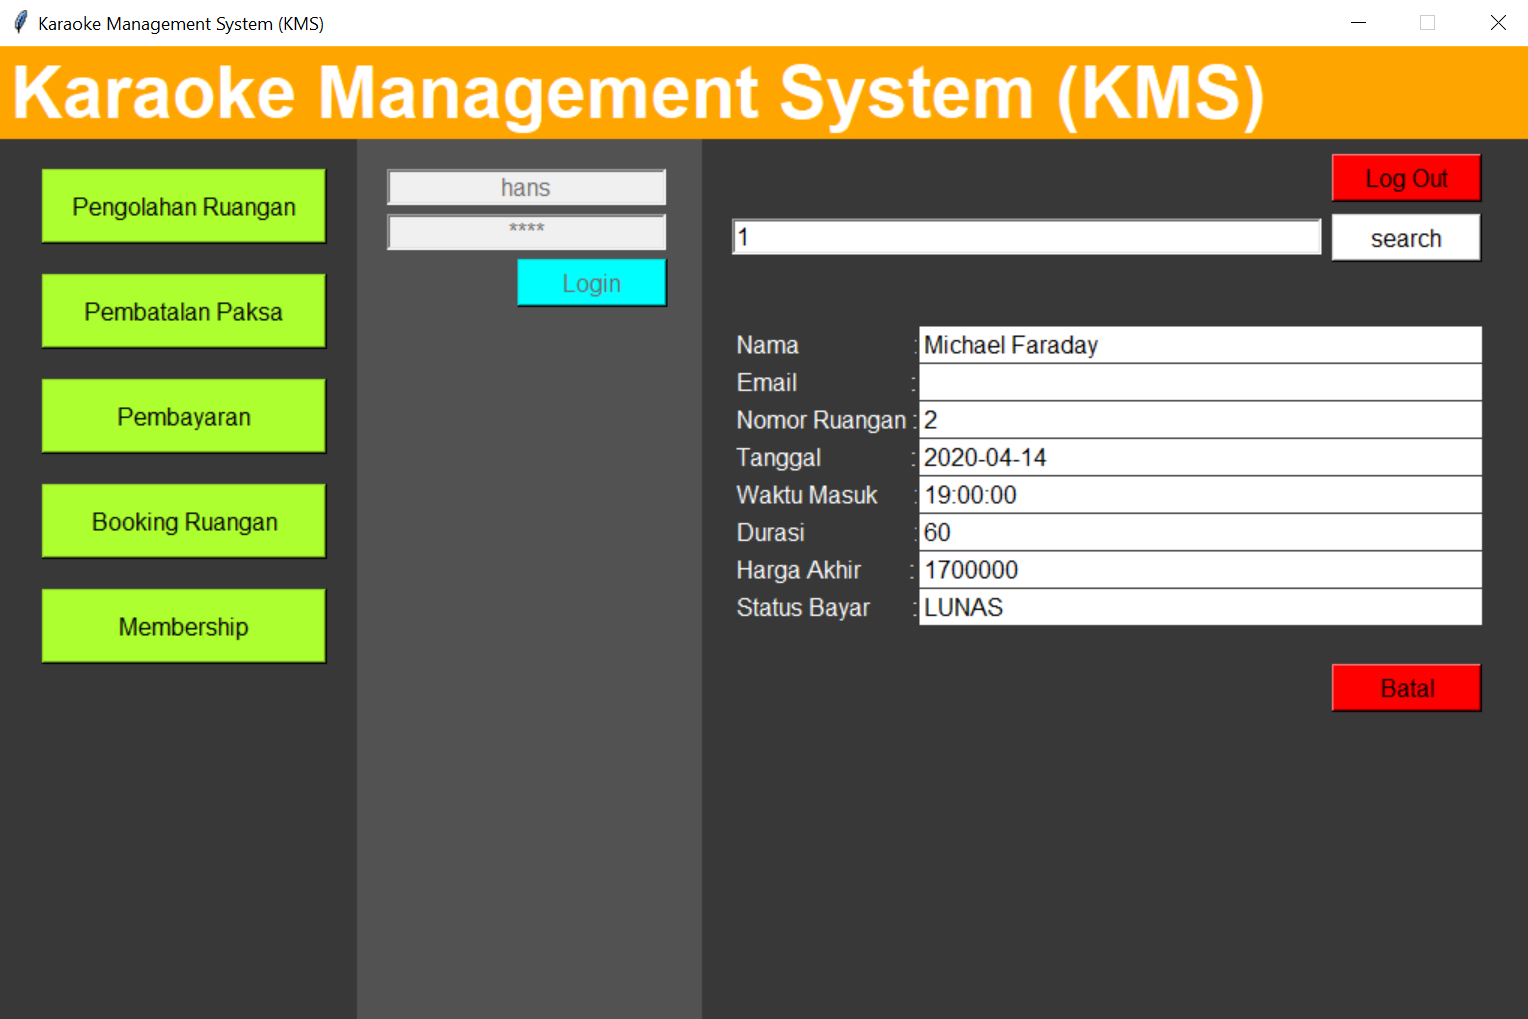 Karaoke Management System (KMS)
Karaoke Management System (KMS)
Pengolahan Ruangan
Pembatalan Paksa
Pembayaran
Booking Ruangan
Membership
hans
****
Login
Log Out
1
search
Nama : Michael Faraday
Email :
Nomor Ruangan : 2
Tanggal : 2020-04-14
Waktu Masuk : 19:00:00
Durasi : 60
Harga Akhir : 1700000
Status Bayar : LUNAS
Batal